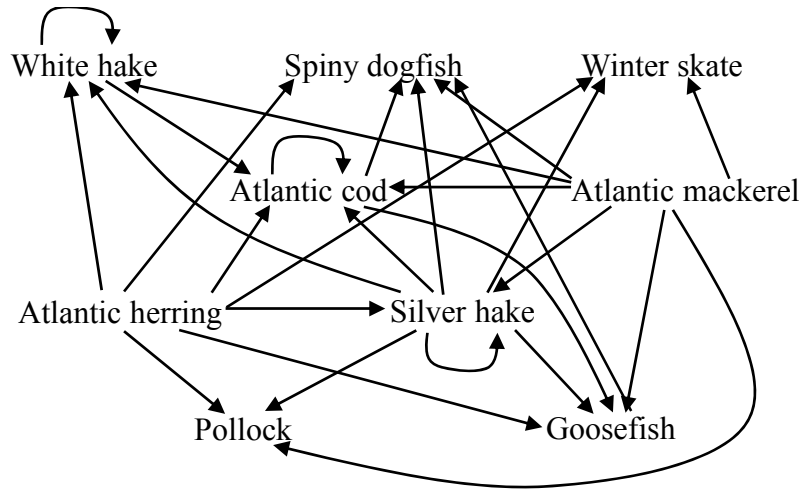 White hake
Spiny dogfish
Winter skate
Atlantic cod
Atlantic mackerel
Atlantic herring
Silver hake
Pollock
Goosefish